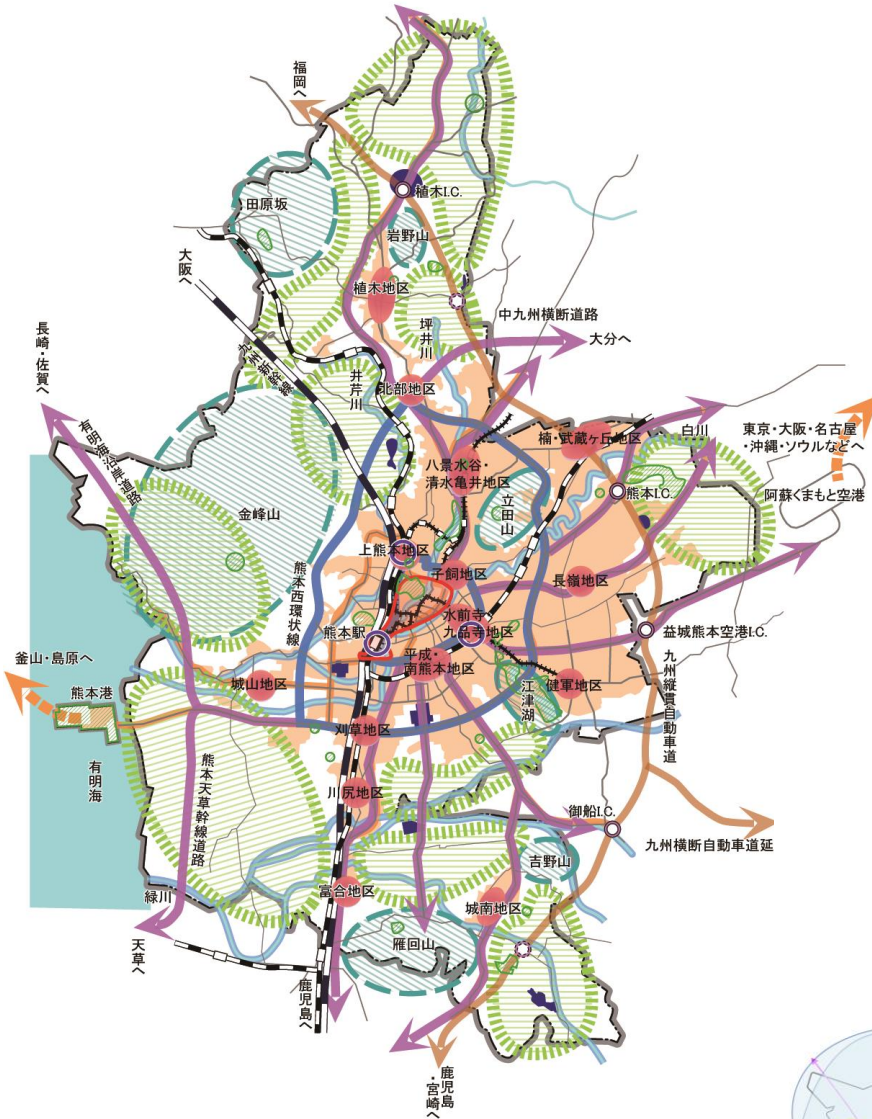 福岡へ
植木I.C.
田原坂
岩野山
大阪へ
植木地区
中九州横断道路
坪井川
大分へ
長崎・佐賀へ
九州新幹線
井芹川
北部地区
有明海沿岸道路
楠・武蔵ヶ丘地区
白川
東京・大阪・名古屋
・沖縄・ソウルなどへ
八景水谷・
清水亀井地区
熊本I.C.
阿蘇くまもと空港
立田山
金峰山
上熊本地区
子飼地区
長嶺地区
熊本西環状線
水前寺
九品寺地区
熊本駅
益城熊本空港I.C.
平成・
南熊本地区
釜山・島原へ
熊本港
城山地区
江津湖
健軍地区
九州縦貫自動車道
刈草地区
有明海
熊本天草幹線道路
川尻地区
御船I.C.
九州横断自動車道延
吉野山
緑川
富合地区
城南地区
雁回山
天草へ
鹿児島へ
鹿児島
・宮崎へ